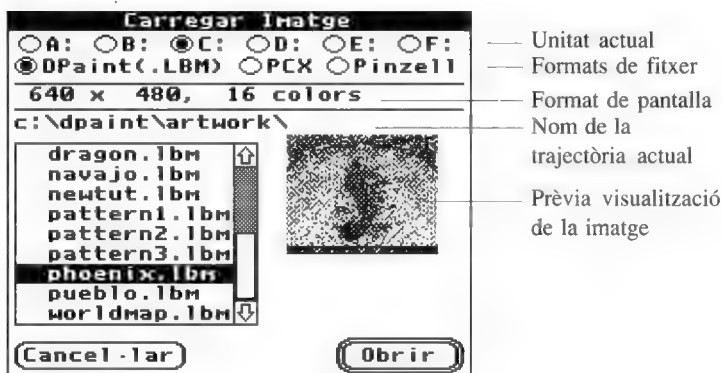 Carregar Imatge
A: B: C: D: E: F:
DPaint(.LBM) PCX Pinzell
640 x 480, 16 colors
c:\dpaint\artwork\
dragon.lbm
navajo.lbm
newtut.lbm
pattern1.lbm
pattern2.lbm
pattern3.lbm
phoenix.lbm
pueblo.lbm
worldmap.lbm
Cancel·lar
Obrir
Unitat actual
Formats de fitxer
Format de pantalla
Nom de la
trajectòria actual
Prèvia visualització
de la imatge